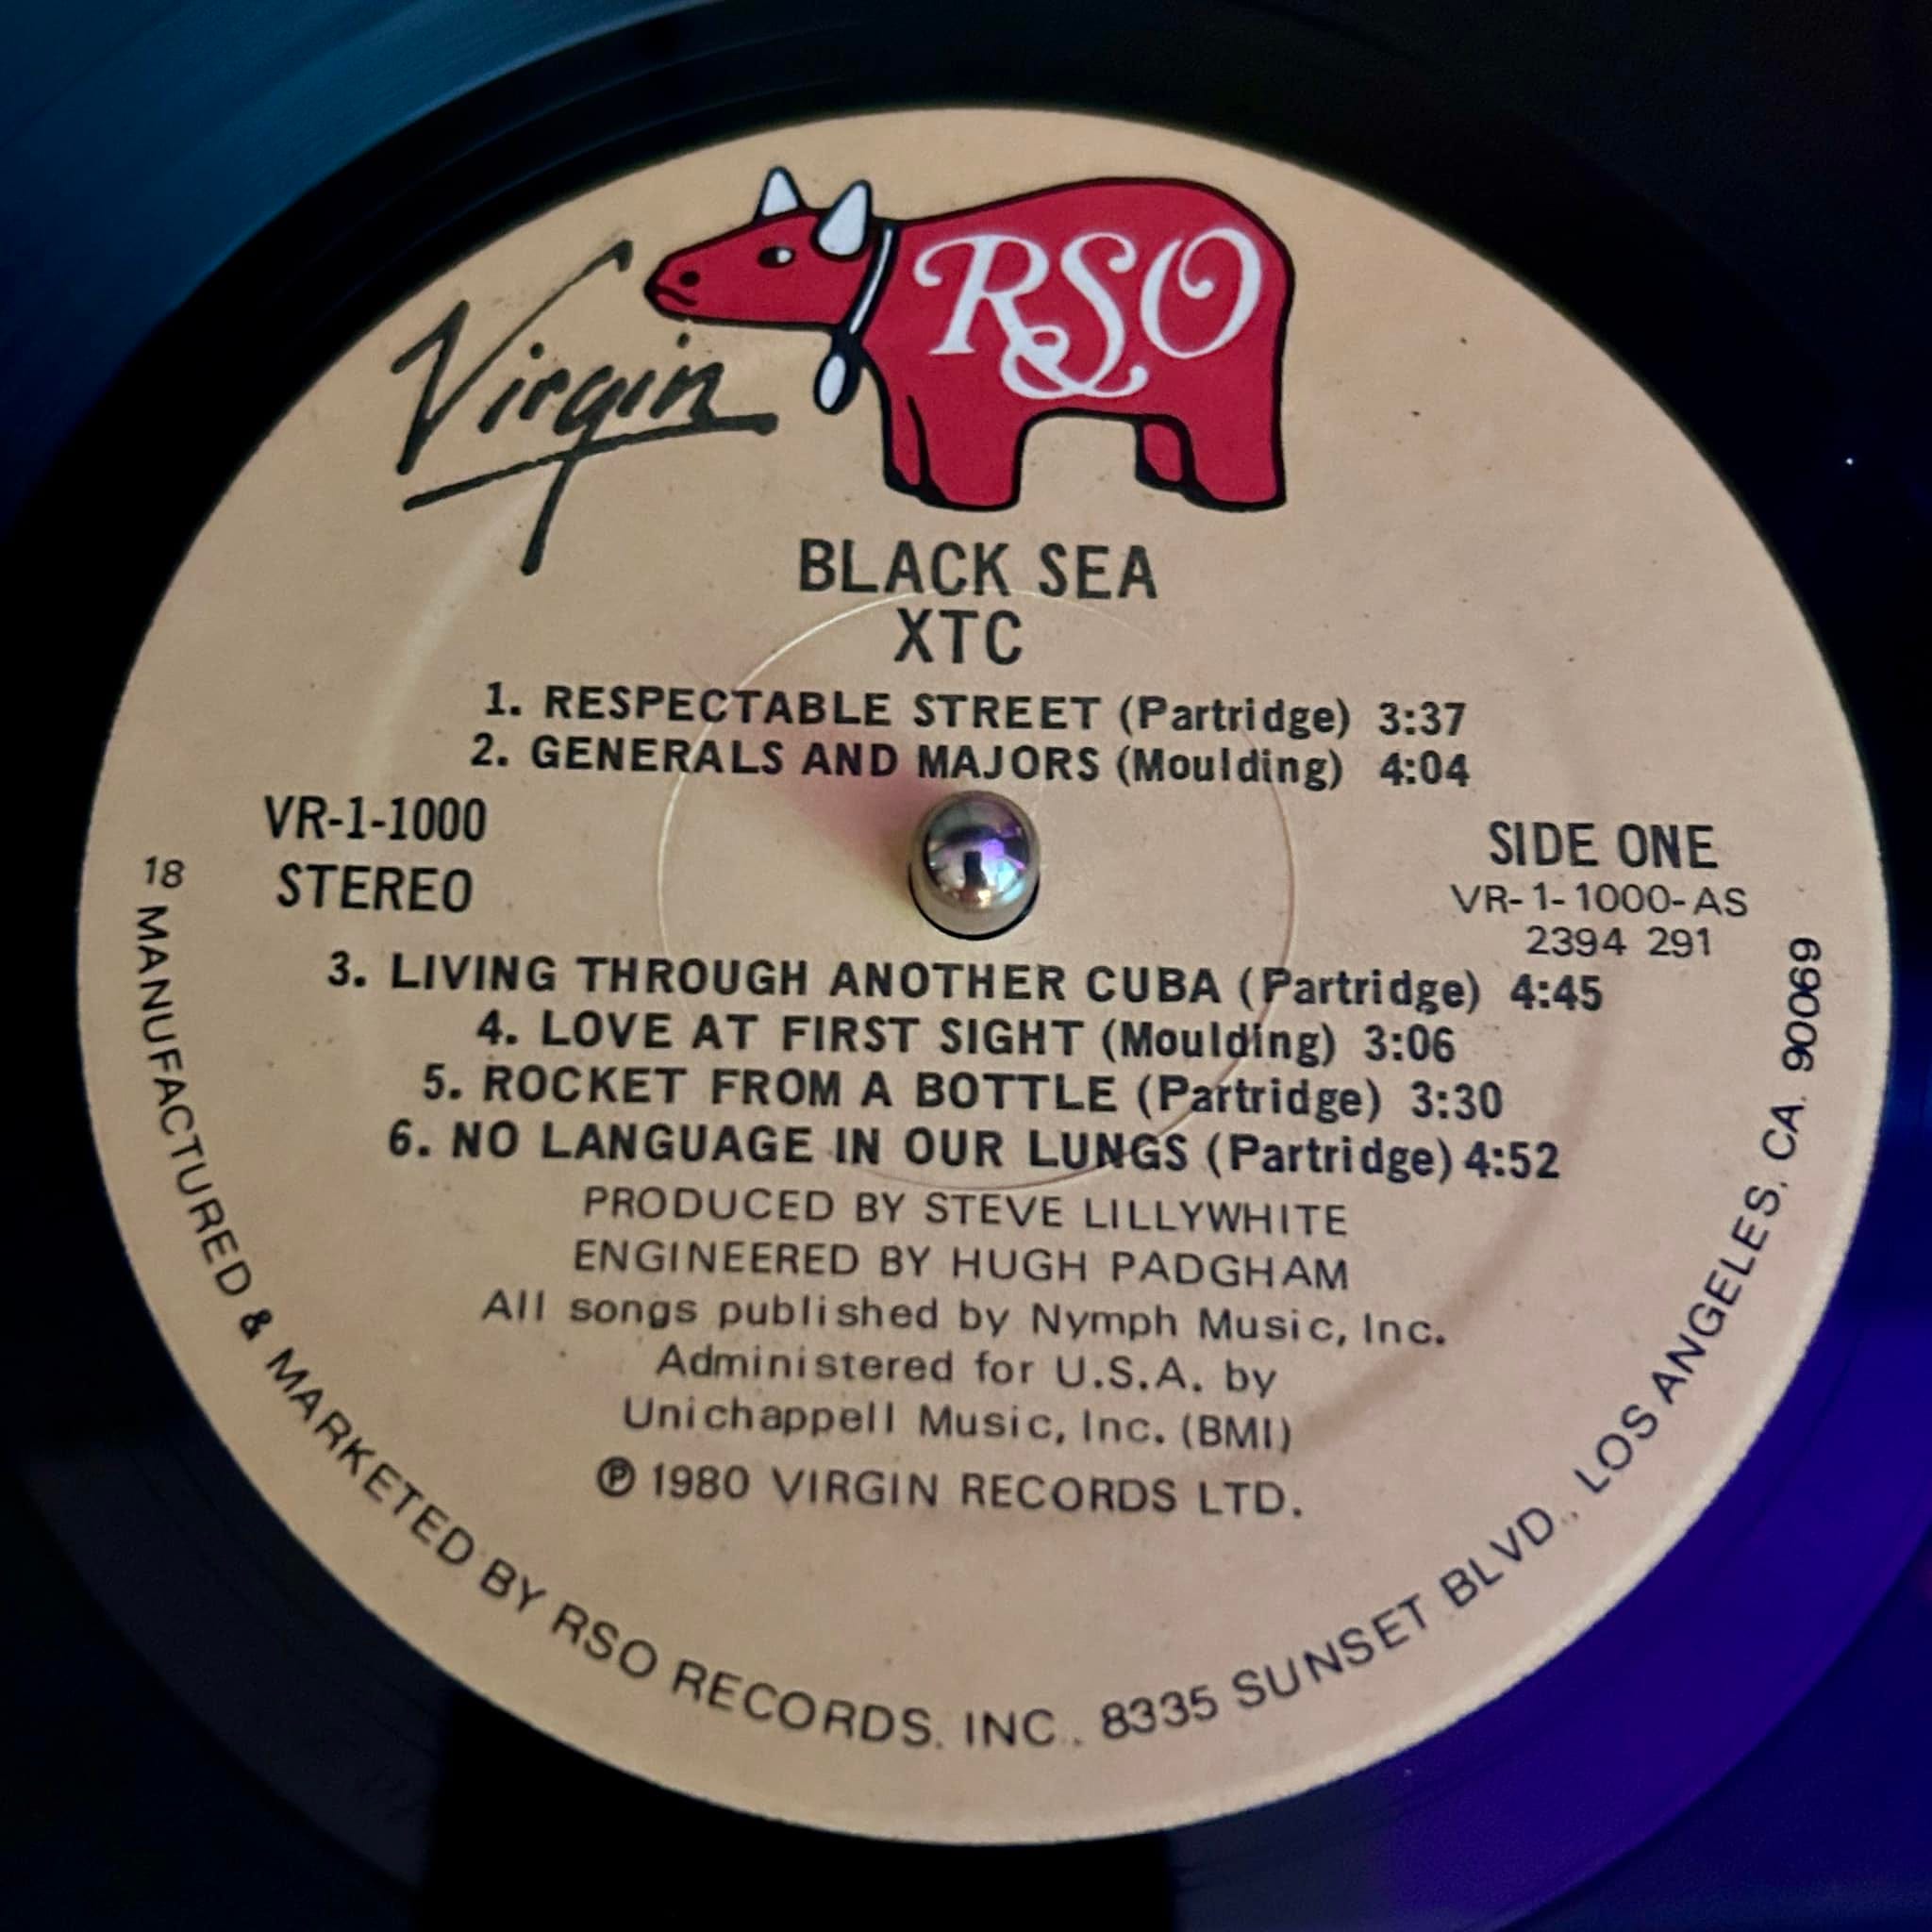 Virgin
RSO
BLACK SEA
XTC
1. RESPECTABLE STREET (Partridge) 3:37
2. GENERALS AND MAJORS (Moulding) 4:04
VR-1-1000
STEREO
SIDE ONE
VR-1-1000-AS
2394 291
3. LIVING THROUGH ANOTHER CUBA (Partridge) 4:45
4. LOVE AT FIRST SIGHT (Moulding) 3:06
5. ROCKET FROM A BOTTLE (Partridge) 3:30
6. NO LANGUAGE IN OUR LUNGS (Partridge) 4:52
PRODUCED BY STEVE LILLYWHITE
ENGINEERED BY HUGH PADGHAM
All songs published by Nymph Music, Inc.
Administered for U.S.A. by
Unichappell Music, Inc. (BMI)
℗ 1980 VIRGIN RECORDS LTD.
18 MANUFACTURED & MARKETED BY RSO RECORDS, INC., 8335 SUNSET BLVD., LOS ANGELES, CA. 90069